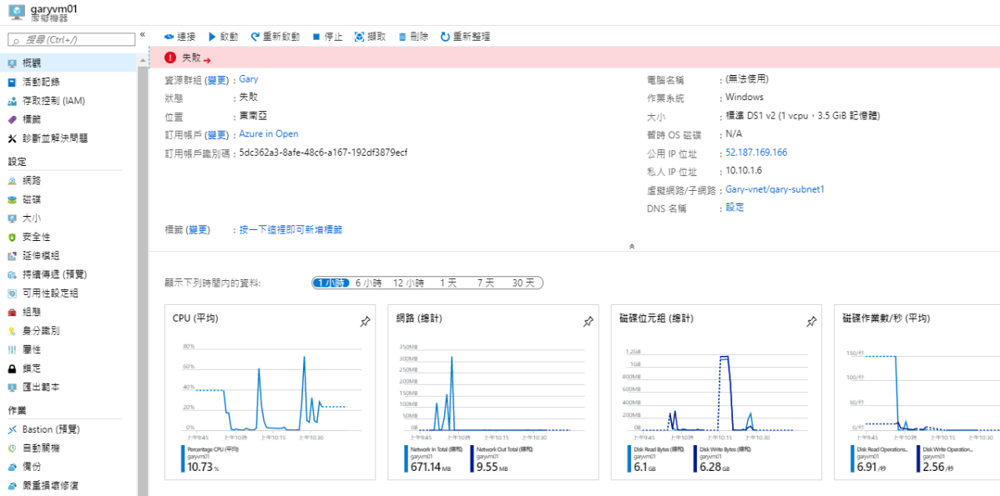 garyvm01
虛擬機器
搜尋 (Ctrl+/)
«
連接
啟動
重新啟動
停止
擷取
刪除
重新整理
失敗
概觀
活動記錄
存取控制 (IAM)
標籤
診斷並解決問題
設定
網路
磁碟
大小
安全性
延伸模組
持續傳遞 (預覽)
可用性設定組
組態
身分識別
屬性
鎖定
匯出範本
作業
Bastion (預覽)
自動關機
備份
嚴重損壞修復
資源群組 (變更) : Gary
狀態 : 失敗
位置 : 東南亞
訂用帳戶 (變更) : Azure in Open
訂用帳戶識別碼 : 5dc362a3-8afe-48c6-a167-192df3879ecf
電腦名稱 : (無法使用)
作業系統 : Windows
大小 : 標準 DS1 v2 (1 vcpu，3.5 GiB 記憶體)
暫時 OS 磁碟 : N/A
公用 IP 位址 : 52.187.169.166
私人 IP 位址 : 10.10.1.6
虛擬網路/子網路 : Gary-vnet/gary-subnet1
DNS 名稱 : 設定
標籤 (變更) : 按一下這裡即可新增標籤
顯示下列時間內的資料:
1 小時 6 小時 12 小時 1 天 7 天 30 天
CPU (平均)
80%
60%
40%
20%
0%
上午9:45 上午10時 上午10:15 上午10:30
Percentage CPU (平均)
garyvm01
10.73 %
網路 (總計)
350MB
300MB
250MB
200MB
150MB
100MB
50MB
0B
上午9:45 上午10時 上午10:15 上午10:30
Network In Total (總和)
garyvm01
671.14 MB
Network Out Total (總和)
garyvm01
9.55 MB
磁碟位元組 (總計)
1.2GB
1GB
800MB
600MB
400MB
200MB
0B
上午9:45 上午10時 上午10:15 上午10:30
Disk Read Bytes (總和)
garyvm01
6.1 GB
Disk Write Bytes (總和)
garyvm01
6.28 GB
磁碟作業數/秒 (平均)
150/秒
100/秒
50/秒
0/秒
上午9:45 上午10時 上午10:15 上午10:30
Disk Read Operations...
garyvm01
6.91 /秒
Disk Write Operation...
garyvm01
2.56 /秒